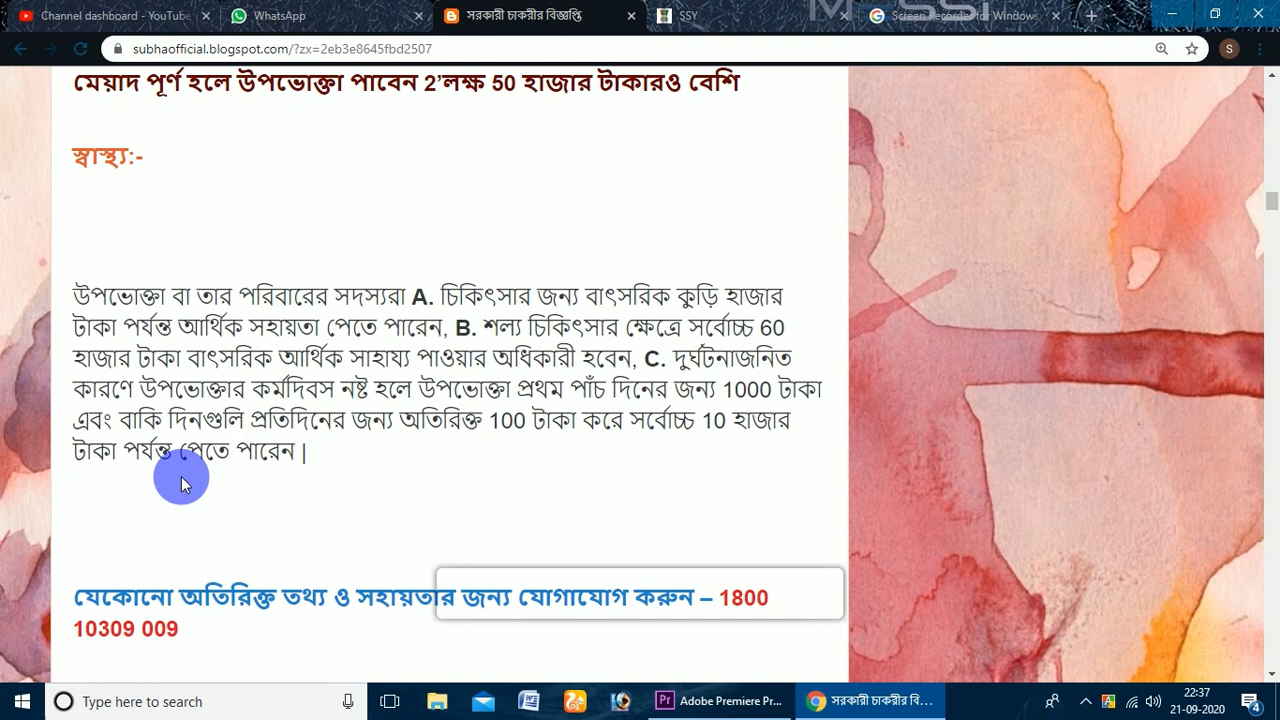 Channel dashboard - YouTube
WhatsApp
সরকারী চাকরীর বিজ্ঞপ্তি
SSY
Screen Recorder for Windows
subhaofficial.blogspot.com/?zx=2eb3e8645fbd2507
S
মেয়াদ পূর্ণ হলে উপভোক্তা পাবেন 2’লক্ষ 50 হাজার টাকারও বেশি
স্বাস্থ্য:-
উপভোক্তা বা তার পরিবারের সদস্যরা A. চিকিৎসার জন্য বাৎসরিক কুড়ি হাজার
টাকা পর্যন্ত আর্থিক সহায়তা পেতে পারেন, B. শল্য চিকিৎসার ক্ষেত্রে সর্বোচ্চ 60
হাজার টাকা বাৎসরিক আর্থিক সাহায্য পাওয়ার অধিকারী হবেন, C. দুর্ঘটনাজনিত
কারণে উপভোক্তার কর্মদিবস নষ্ট হলে উপভোক্তা প্রথম পাঁচ দিনের জন্য 1000 টাকা
এবং বাকি দিনগুলি প্রতিদিনের জন্য অতিরিক্ত 100 টাকা করে সর্বোচ্চ 10 হাজার
টাকা পর্যন্ত পেতে পারেন |
যেকোনো অতিরিক্ত তথ্য ও সহায়তার জন্য যোগাযোগ করুন – 1800
10309 009
Type here to search
Adobe Premiere Pr...
সরকারী চাকরীর বি...
22:37
21-09-2020
4